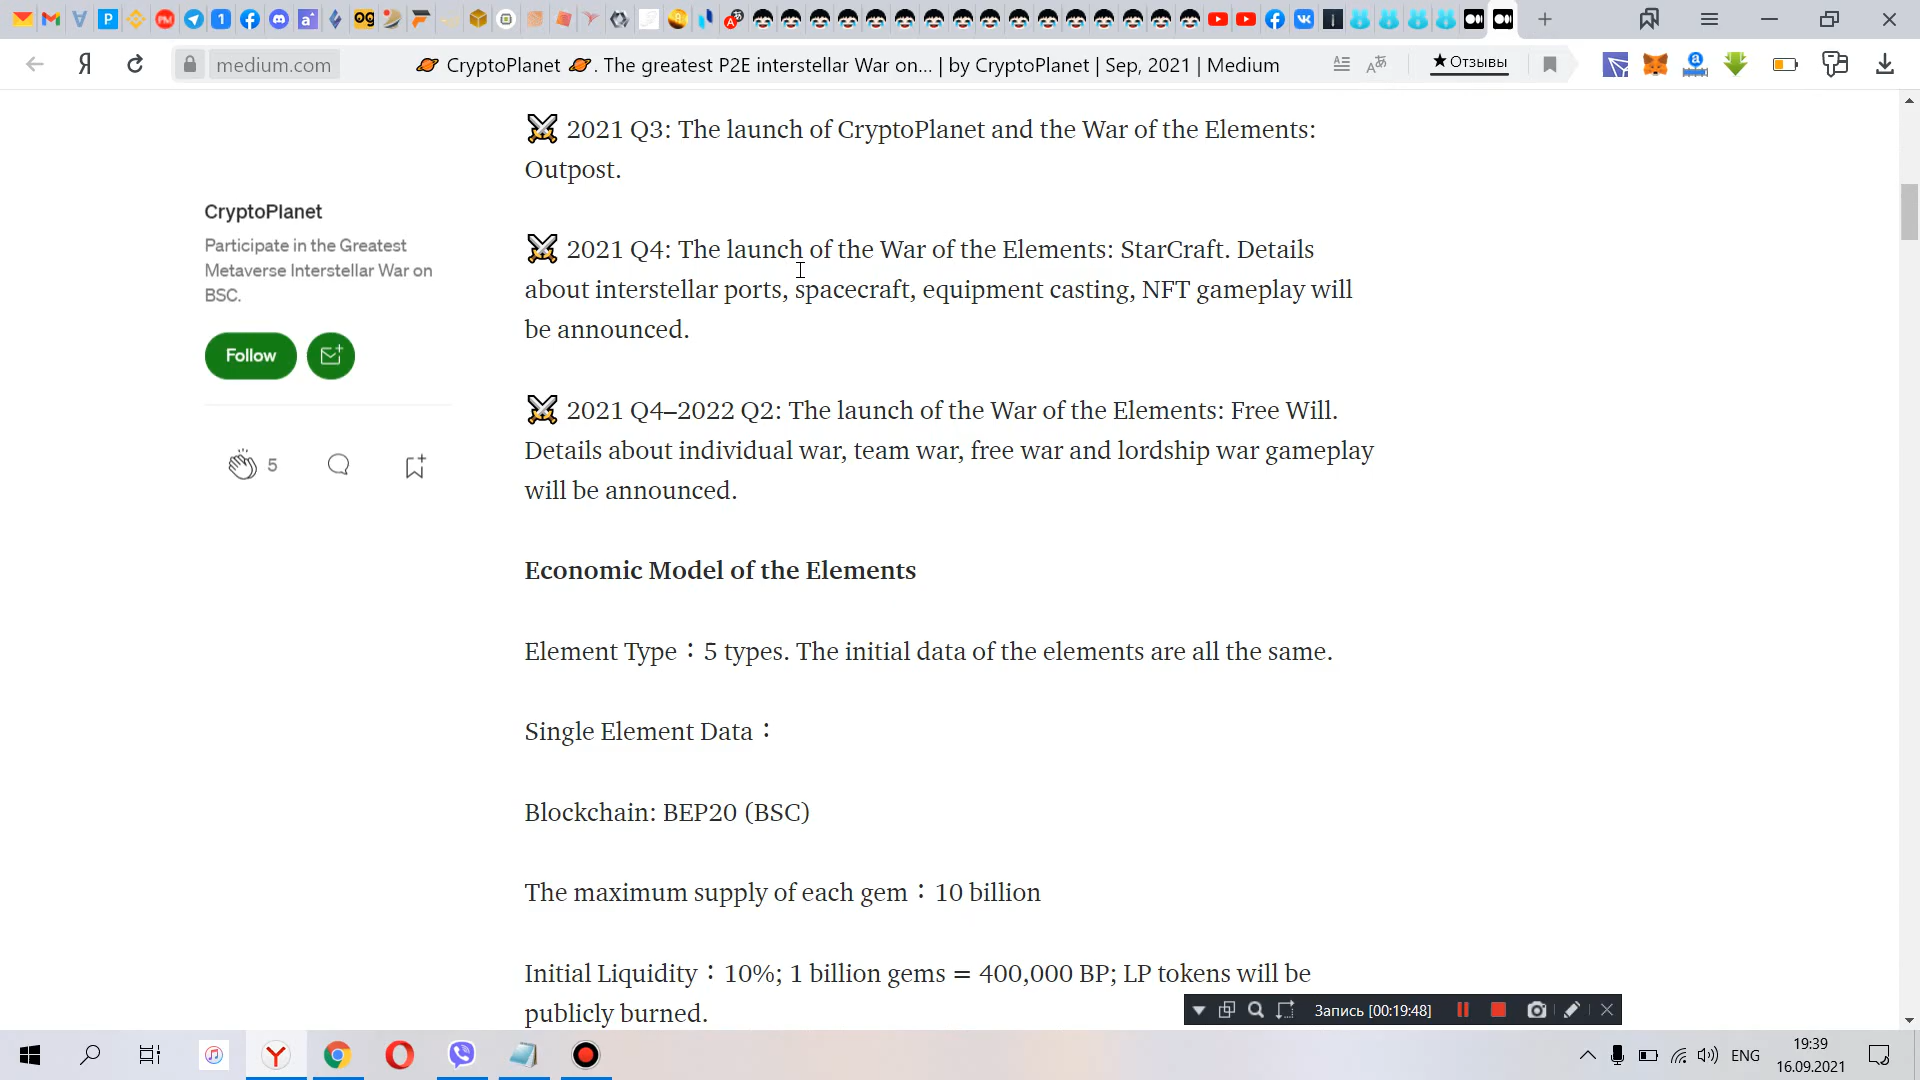 medium.com
CryptoPlanet 🪐. The greatest P2E interstellar War on... | by CryptoPlanet | Sep, 2021 | Medium
★ Отзывы
⚔️ 2021 Q3: The launch of CryptoPlanet and the War of the Elements:
Outpost.
CryptoPlanet
Participate in the Greatest
Metaverse Interstellar War on
BSC.
Follow
5
⚔️ 2021 Q4: The launch of the War of the Elements: StarCraft. Details
about interstellar ports, spacecraft, equipment casting, NFT gameplay will
be announced.
⚔️ 2021 Q4–2022 Q2: The launch of the War of the Elements: Free Will.
Details about individual war, team war, free war and lordship war gameplay
will be announced.
Economic Model of the Elements
Element Type：5 types. The initial data of the elements are all the same.
Single Element Data：
Blockchain: BEP20 (BSC)
The maximum supply of each gem：10 billion
Initial Liquidity：10%; 1 billion gems = 400,000 BP; LP tokens will be
publicly burned.
Запись [00:19:48]
ENG
19:39
16.09.2021